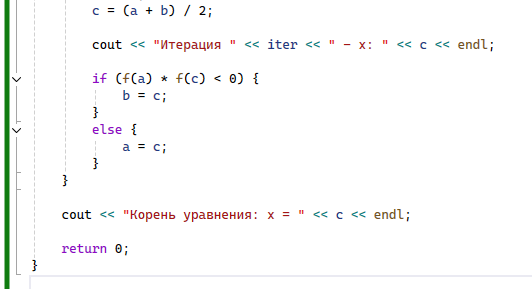 c = (a + b) / 2;
cout << "Итерация " << iter << " – x: " << c << endl;
if (f(a) * f(c) < 0) {
b = c;
}
else {
a = c;
}
}
cout << "Корень уравнения: x = " << c << endl;
return 0;
}